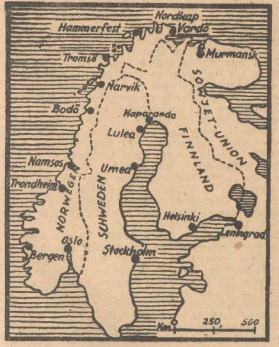 Nordkap
Hammerfest
Vardö
Tromsö
Murmansk
Narvik
SOWJET-UNION
Bodö
Haparanda
Lulea
FINNLAND
Namsos
Umea
Trondheim
NORWEGEN
SCHWEDEN
Helsinki
Leningrad
Oslo
Bergen
Stockholm
Km. 0 250 500